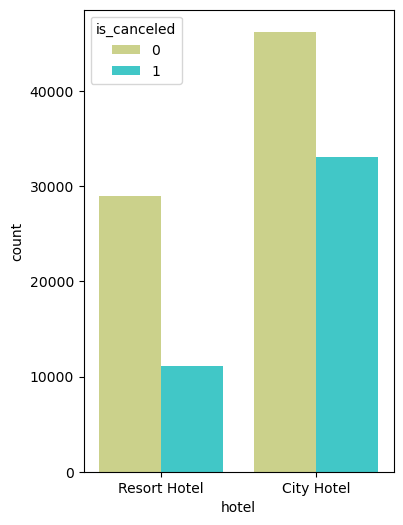 is_canceled
0
1
40000
30000
20000
10000
0
count
Resort Hotel
City Hotel
hotel